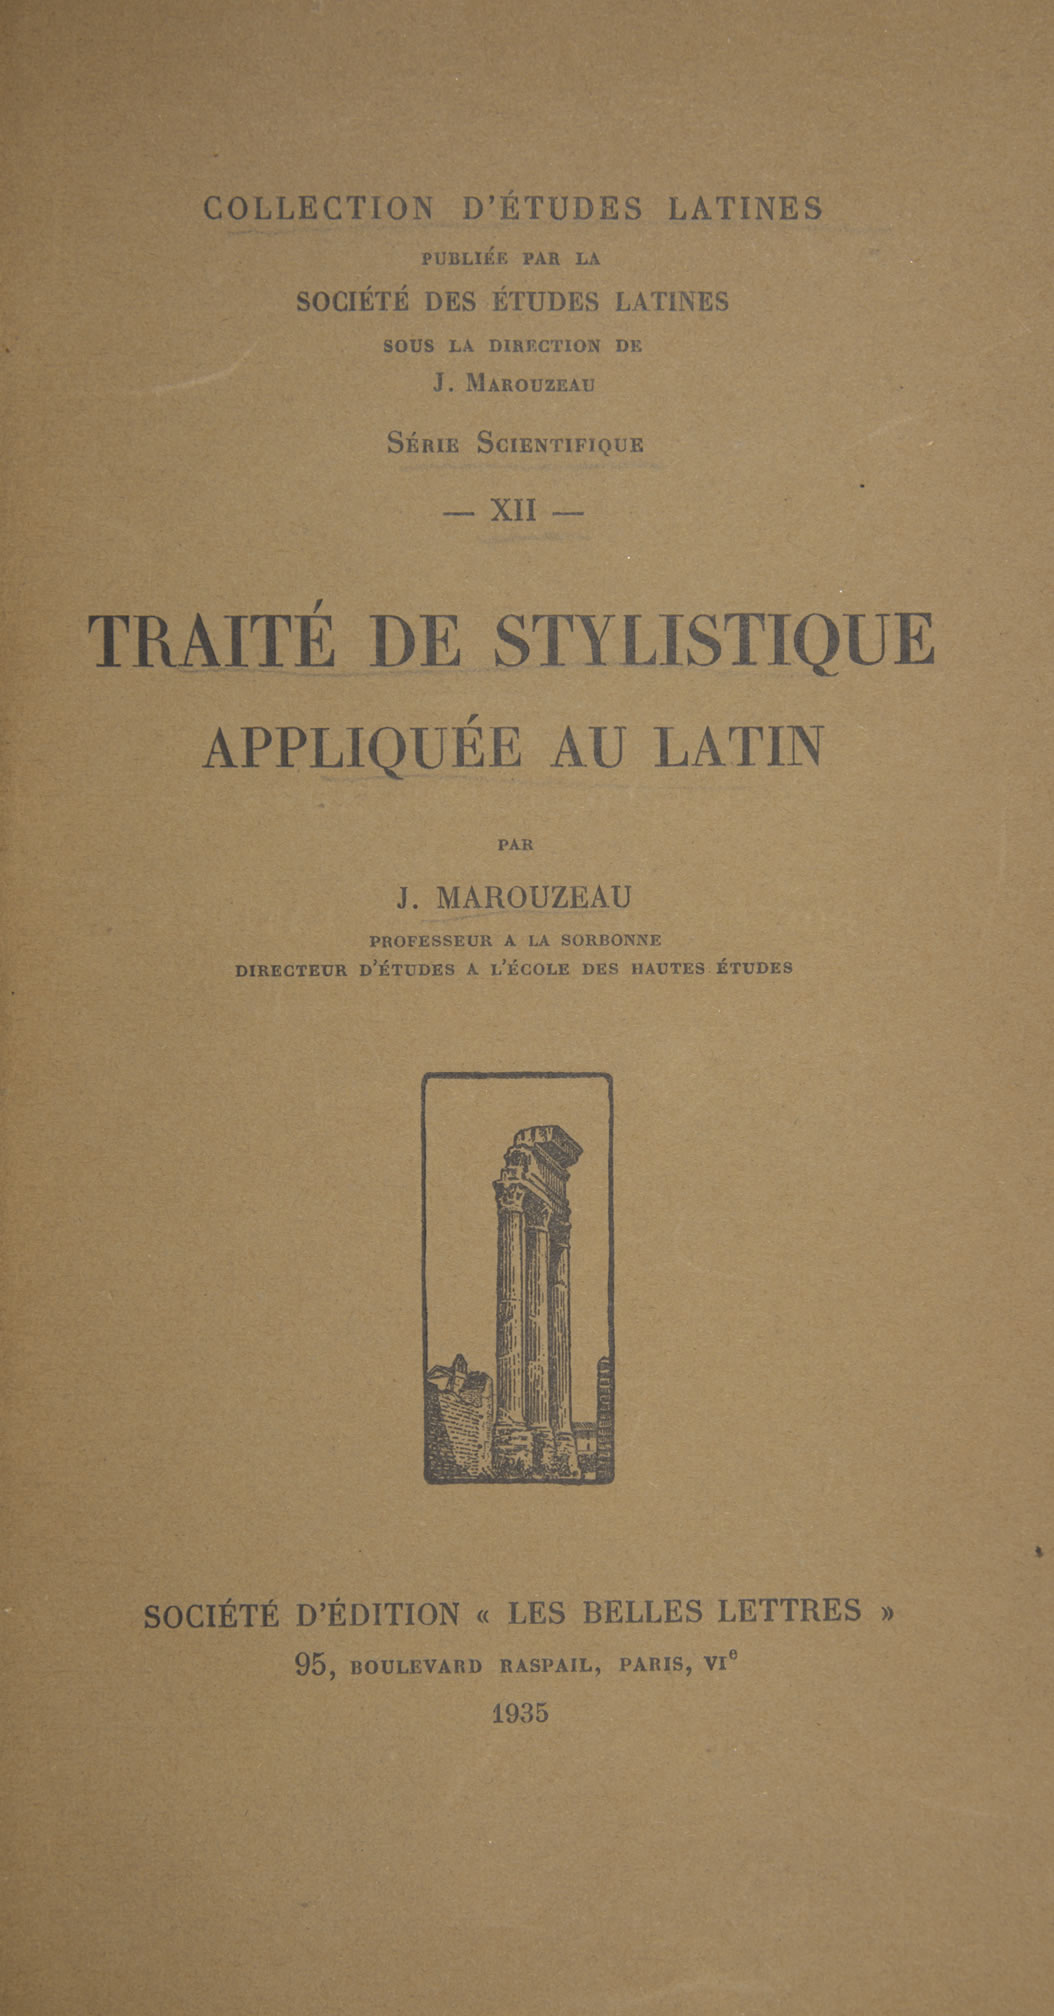 COLLECTION D'ÉTUDES LATINES
PUBLIÉE PAR LA
SOCIÉTÉ DES ÉTUDES LATINES
SOUS LA DIRECTION DE
J. MAROUZEAU
SÉRIE SCIENTIFIQUE
— XII —
TRAITÉ DE STYLISTIQUE
APPLIQUÉE AU LATIN
PAR
J. MAROUZEAU
PROFESSEUR A LA SORBONNE
DIRECTEUR D'ÉTUDES A L'ÉCOLE DES HAUTES ÉTUDES
SOCIÉTÉ D'ÉDITION « LES BELLES LETTRES »
95, BOULEVARD RASPAIL, PARIS, VIe
1935